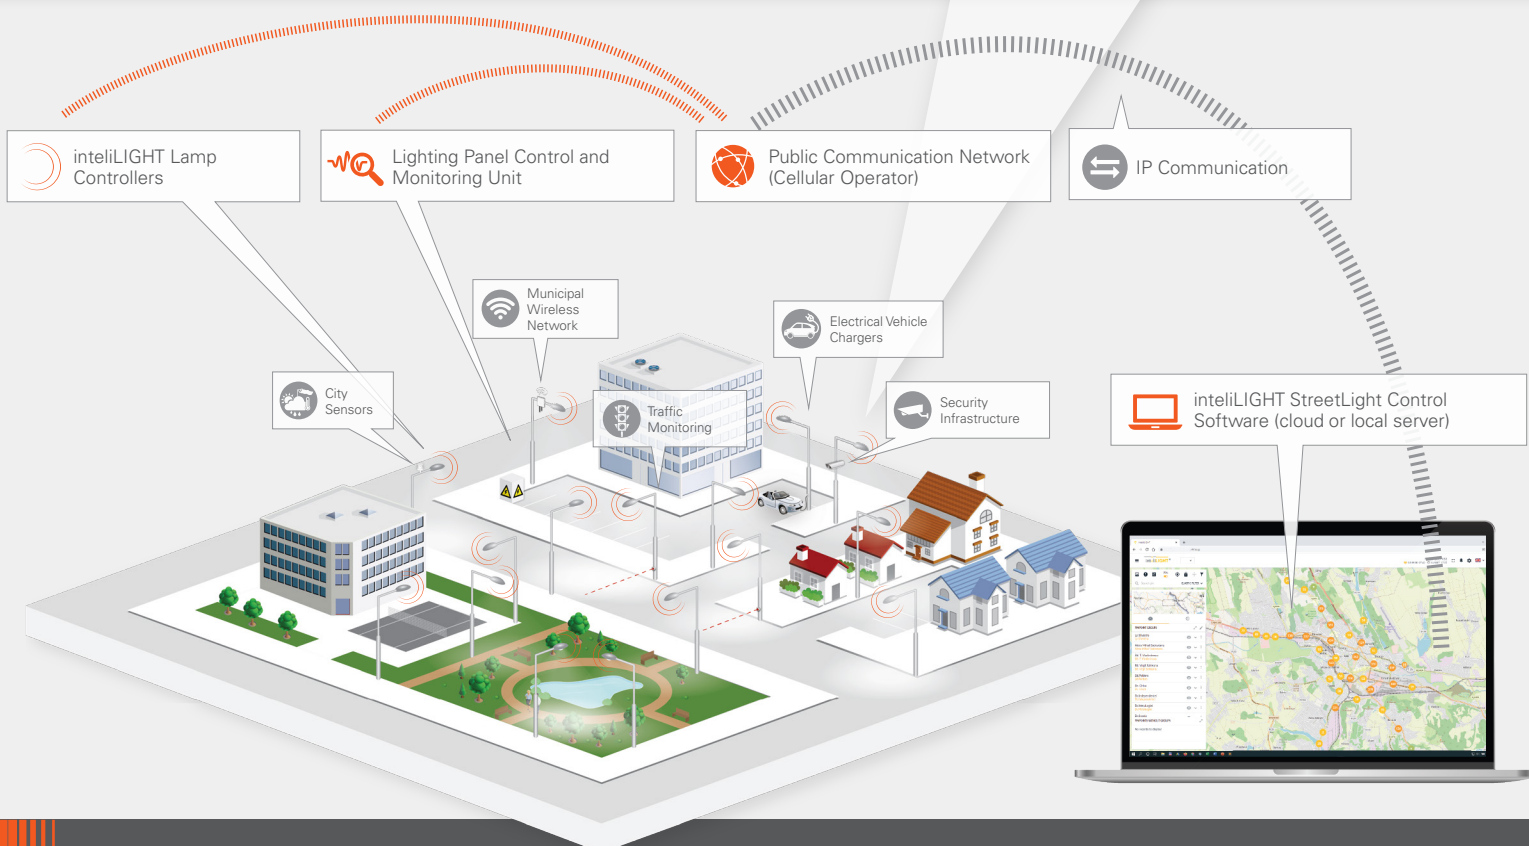 inteliLIGHT Lamp
Controllers
Lighting Panel Control and
Monitoring Unit
Public Communication Network
(Cellular Operator)
IP Communication
Municipal
Wireless
Network
Electrical Vehicle
Chargers
City
Sensors
Traffic
Monitoring
Security
Infrastructure
inteliLIGHT StreetLight Control
Software (cloud or local server)